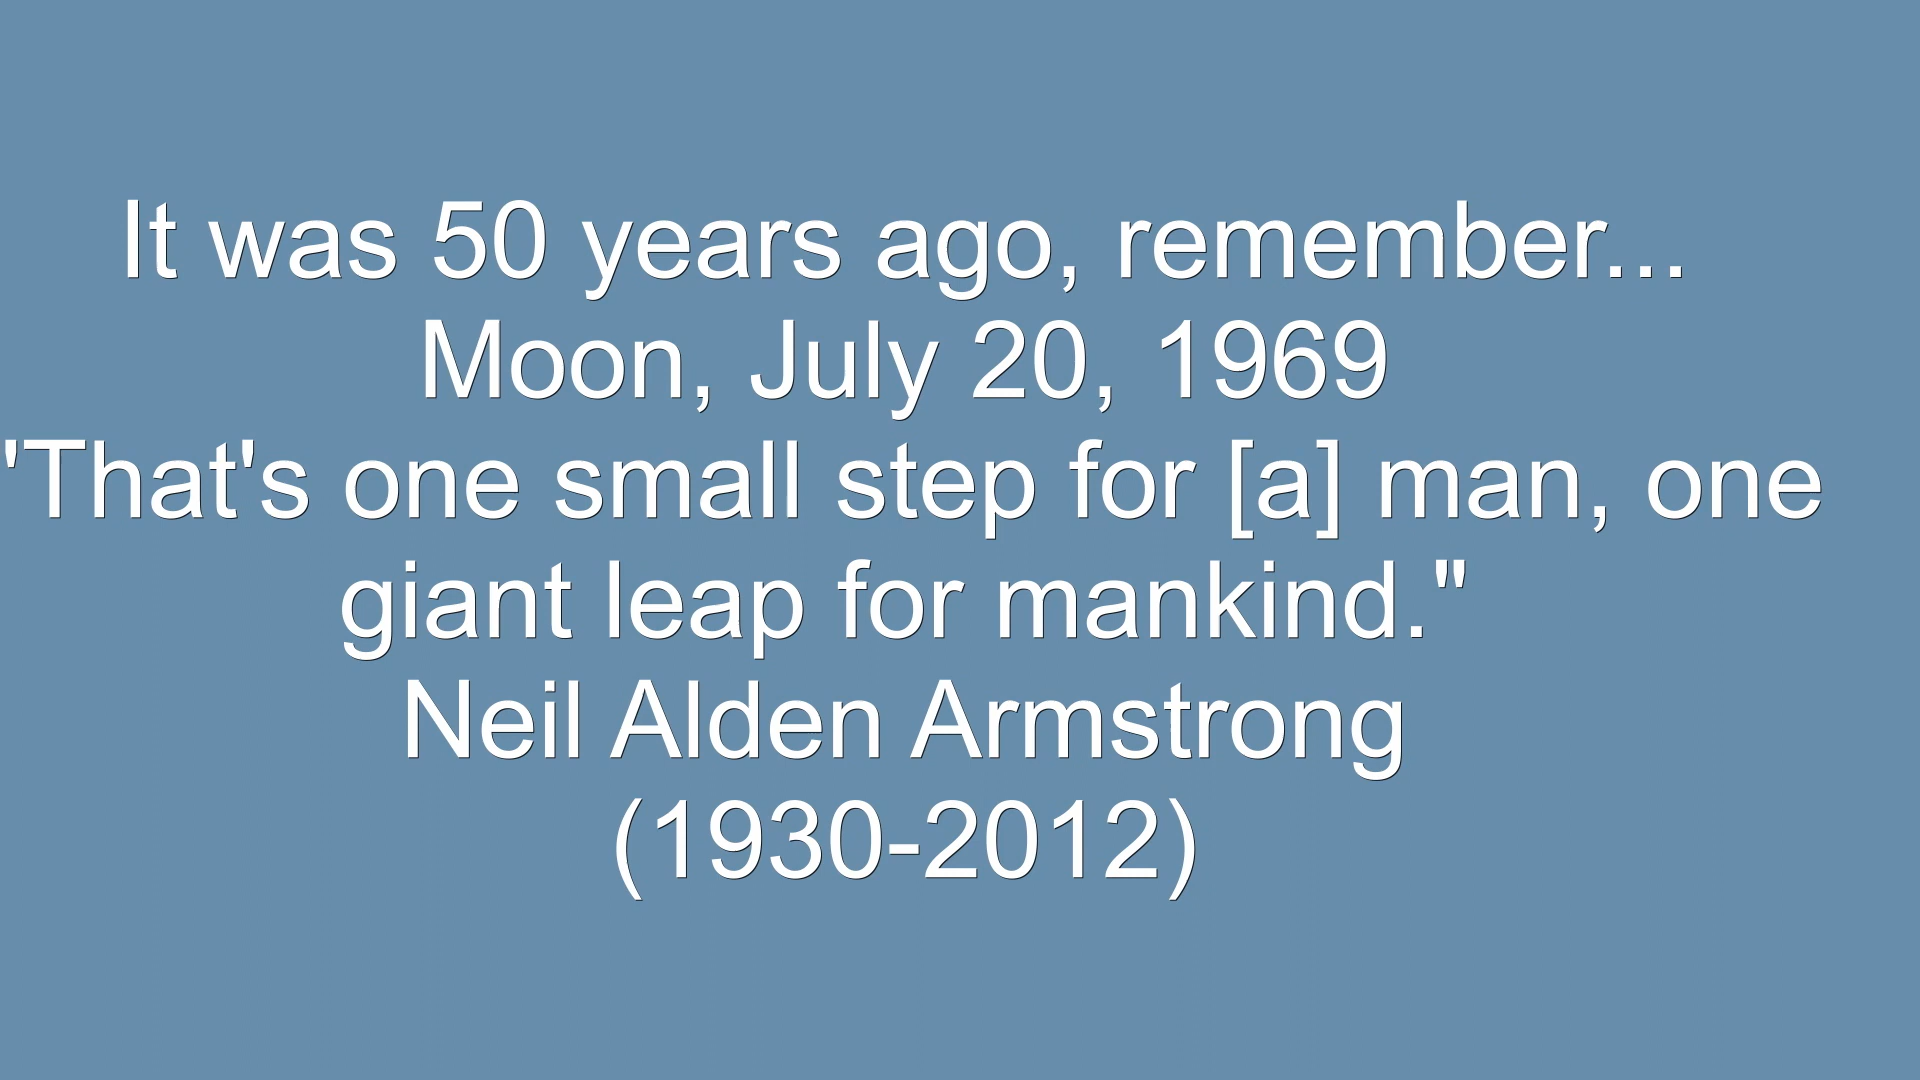 It was 50 years ago, remember...
Moon, July 20, 1969
'That's one small step for [a] man, one
giant leap for mankind."
Neil Alden Armstrong
(1930-2012)